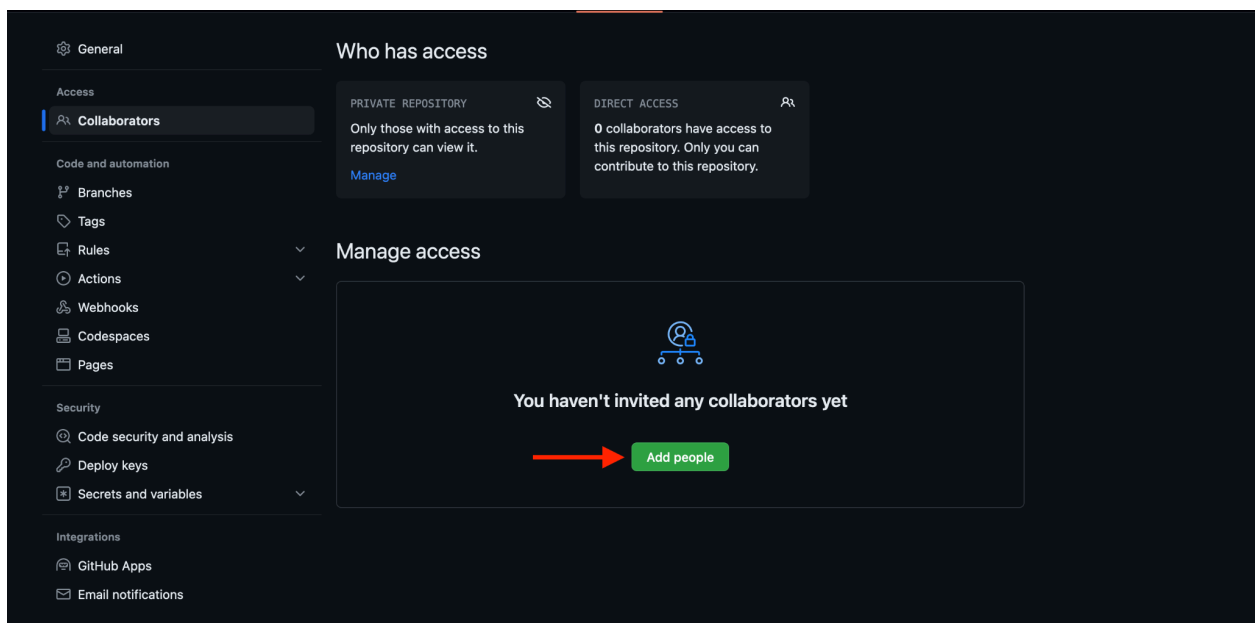 General
Access
Collaborators
Code and automation
Branches
Tags
Rules
Actions
Webhooks
Codespaces
Pages
Security
Code security and analysis
Deploy keys
Secrets and variables
Integrations
GitHub Apps
Email notifications
Who has access
PRIVATE REPOSITORY
Only those with access to this
repository can view it.
Manage
DIRECT ACCESS
0 collaborators have access to
this repository. Only you can
contribute to this repository.
Manage access
You haven't invited any collaborators yet
Add people